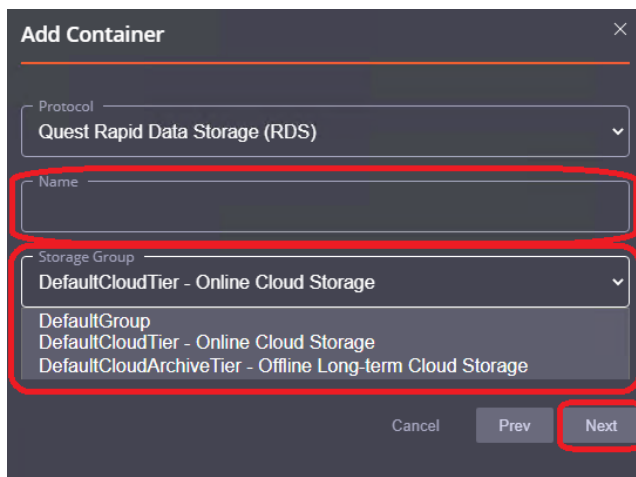 Add Container
Protocol
Quest Rapid Data Storage (RDS)
Name
Storage Group
DefaultCloudTier - Online Cloud Storage
DefaultGroup
DefaultCloudTier - Online Cloud Storage
DefaultCloudArchiveTier - Offline Long-term Cloud Storage
Cancel Prev Next